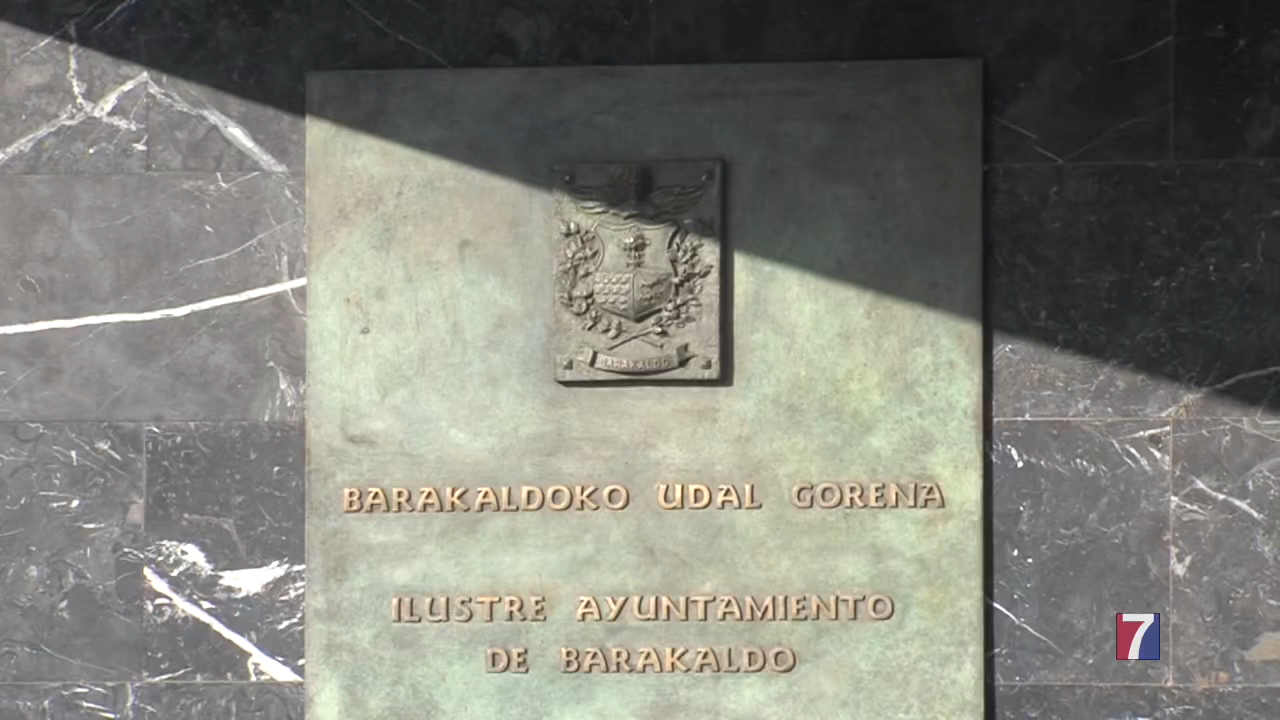 BARAKALDO
BARAKALDOKO UDAL GORENA
ILUSTRE AYUNTAMIENTO
DE BARAKALDO
7